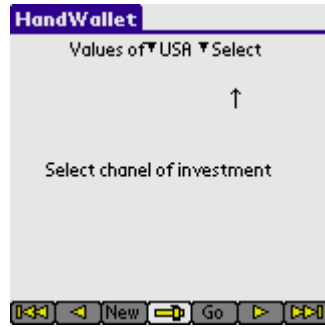 HandWallet
Values of USA Select
Select chanel of investment
New Go